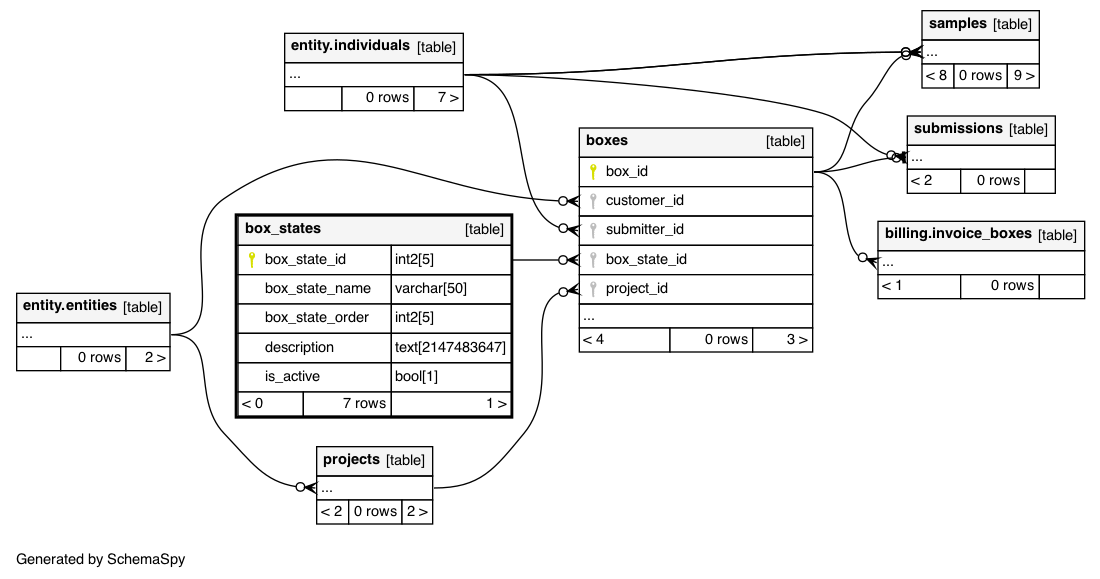 entity.individuals [table]
...
0 rows 7 >
samples [table]
...
< 8 0 rows 9 >
submissions [table]
...
< 2 0 rows
boxes [table]
box_id
customer_id
submitter_id
box_state_id
project_id
...
< 4 0 rows 3 >
billing.invoice_boxes [table]
...
< 1 0 rows
box_states [table]
box_state_id int2[5]
box_state_name varchar[50]
box_state_order int2[5]
description text[2147483647]
is_active bool[1]
< 0 7 rows 1 >
entity.entities [table]
...
0 rows 2 >
projects [table]
...
< 2 0 rows 2 >
Generated by SchemaSpy